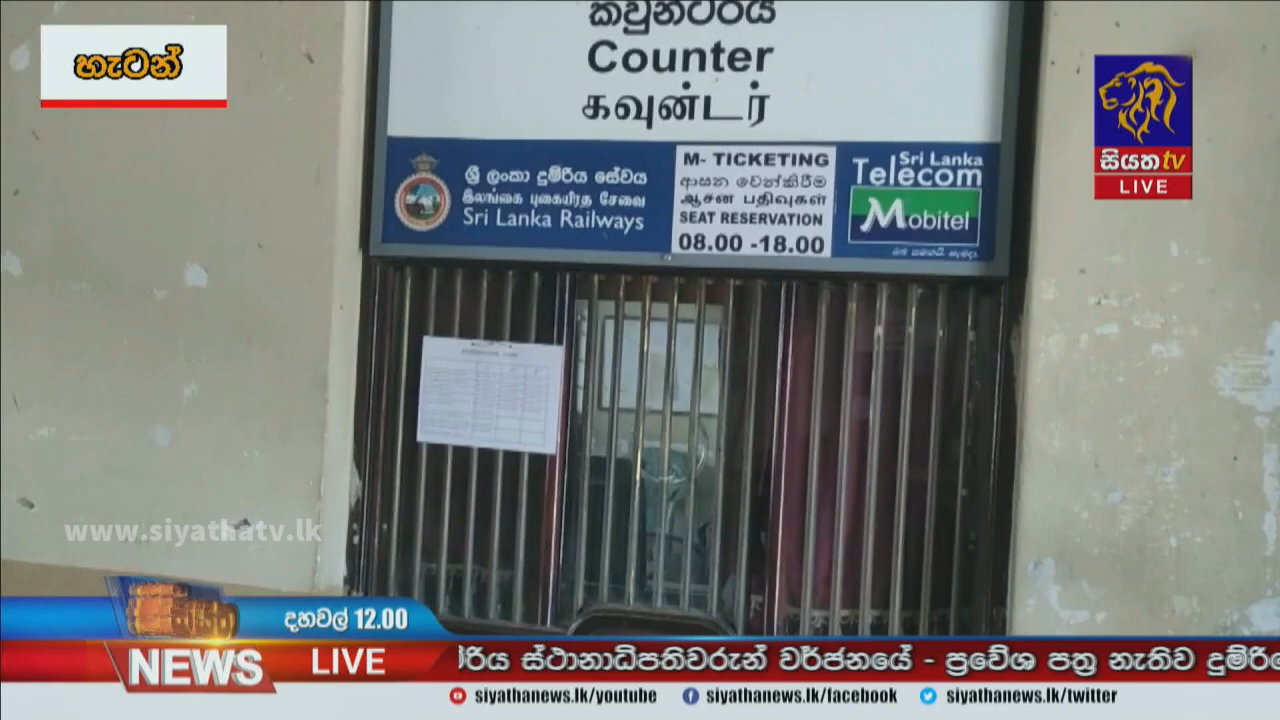 හැටන්
කවුන්ටරය
Counter
கவுன்டர்
ශ්‍රී ලංකා දුම්රිය සේවය
இலங்கை புகையிரத சேவை
Sri Lanka Railways
M- TICKETING
ආසන වෙන්කිරීම
ஆசன பதிவுகள்
SEAT RESERVATION
08.00 -18.00
Sri Lanka
Telecom
Mobitel
සියත tv
LIVE
www.siyathatv.lk
දහවල් 12.00
NEWS
LIVE
ස්ථානාධිපතිවරුන් වර්ජනයේ - ප්‍රවේශ පත්‍ර නැතිව
siyathanews.lk/youtube
siyathanews.lk/facebook
siyathanews.lk/twitter